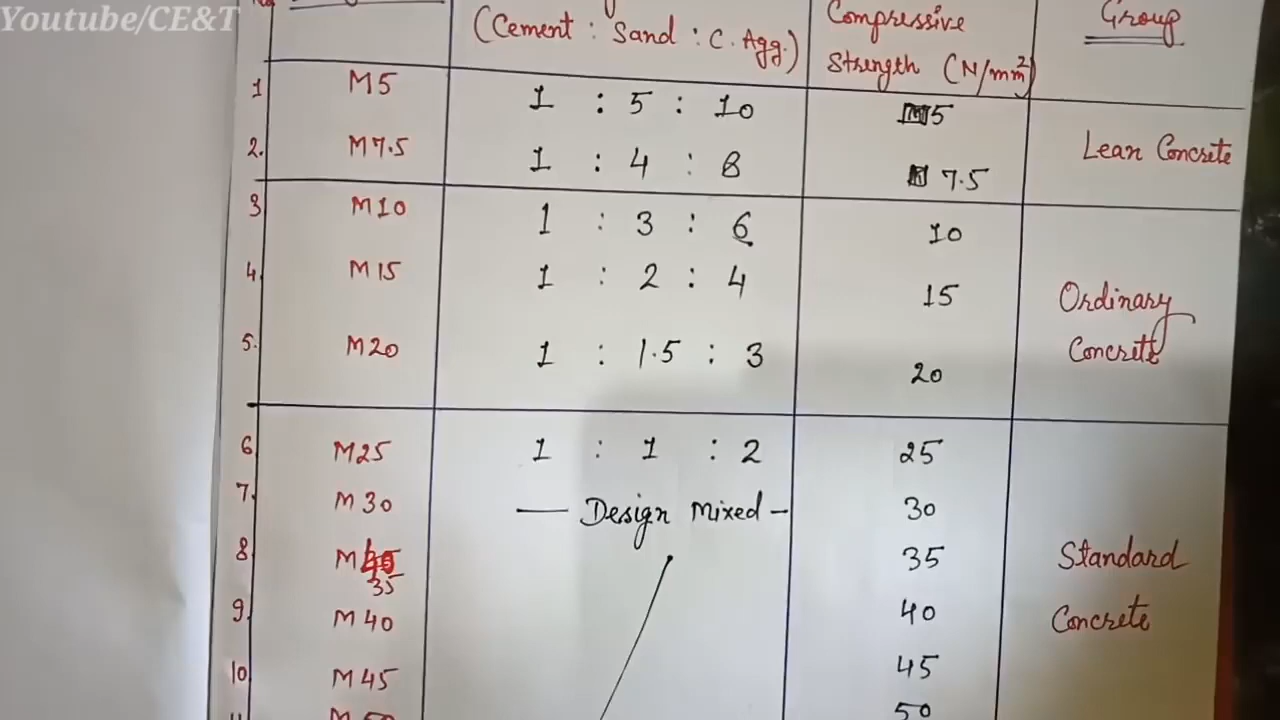 Youtube/CE&T
(Cement : Sand : C. Agg.) Compressive Strength (N/mm²) Group
1 M5 1 : 5 : 10 5
2. M7.5 1 : 4 : 8 7.5 Lean Concrete
3 M10 1 : 3 : 6 10
4. M15 1 : 2 : 4 15 Ordinary
5. M20 1 : 1.5 : 3 20 Concrete
6 M25 1 : 1 : 2 25
7. M30 — Design Mixed — 30
8 M 35 35 Standard
9. M40 40 Concrete
10 M45 45
M50 50